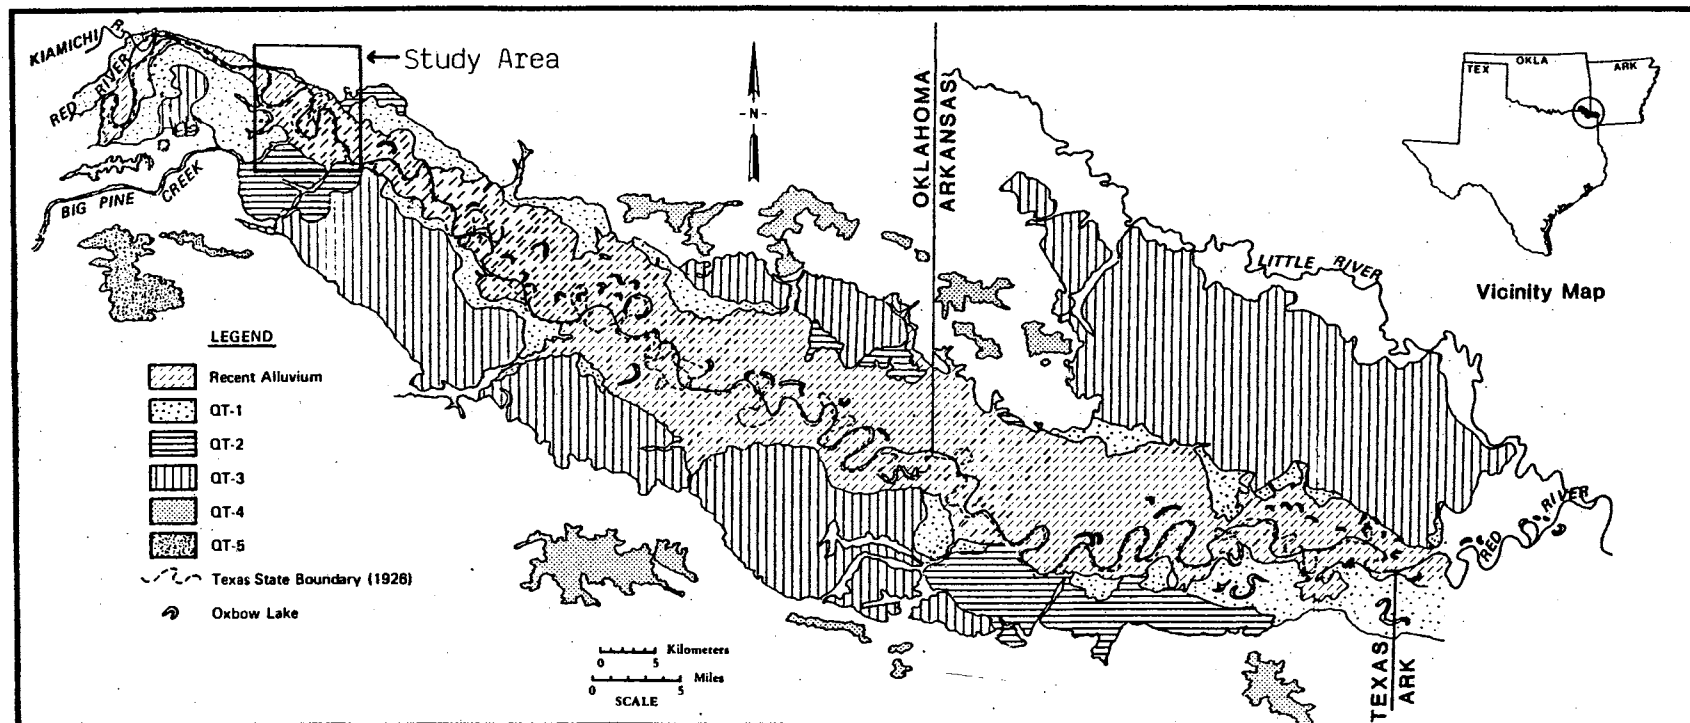 KIAMICHI R.
RED RIVER
BIG PINE CREEK
← Study Area
-N-
OKLAHOMA
ARKANSAS
LITTLE RIVER
TEX
OKLA
ARK
Vicinity Map
LEGEND
Recent Alluvium
QT-1
QT-2
QT-3
QT-4
QT-5
Texas State Boundary (1926)
Oxbow Lake
Kilometers
0 5
Miles
0 5
SCALE
RED RIVER
TEXAS
ARK